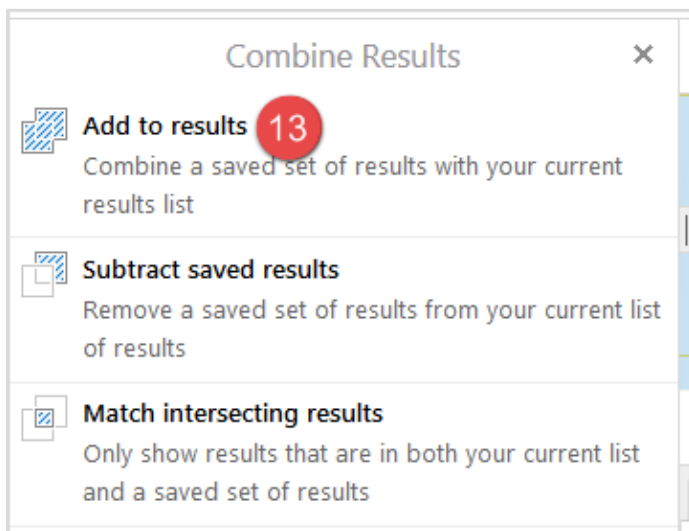 Combine Results ×
Add to results 13
Combine a saved set of results with your current
results list
Subtract saved results
Remove a saved set of results from your current list
of results
Match intersecting results
Only show results that are in both your current list
and a saved set of results